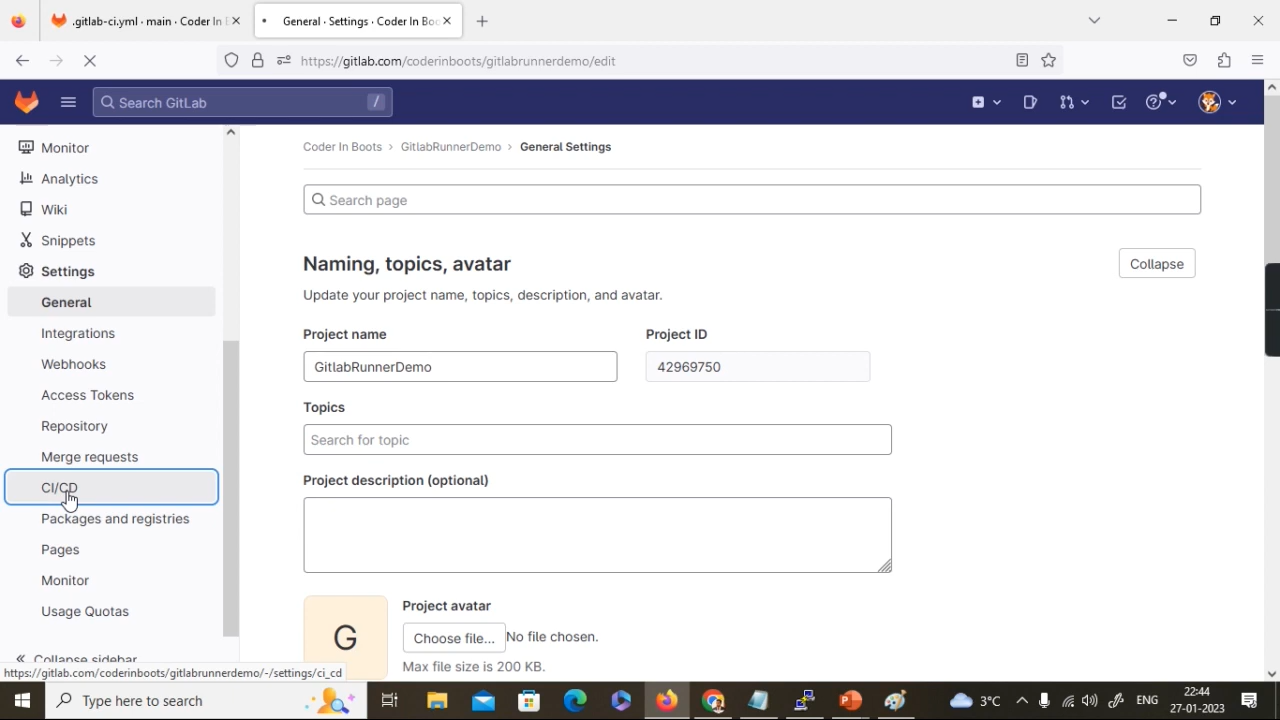 .gitlab-ci.yml · main · Coder In B
General · Settings · Coder In Boo
https://gitlab.com/coderinboots/gitlabrunnerdemo/edit
Search GitLab /
Monitor
Analytics
Wiki
Snippets
Settings
General
Integrations
Webhooks
Access Tokens
Repository
Merge requests
CI/CD
Packages and registries
Pages
Monitor
Usage Quotas
Collapse sidebar
Coder In Boots › GitlabRunnerDemo › General Settings
Search page
Naming, topics, avatar
Collapse
Update your project name, topics, description, and avatar.
Project name
Project ID
GitlabRunnerDemo
42969750
Topics
Search for topic
Project description (optional)
G
Project avatar
Choose file... No file chosen.
Max file size is 200 KB.
https://gitlab.com/coderinboots/gitlabrunnerdemo/-/settings/ci_cd
Type here to search
3°C
ENG
22:44
27-01-2023